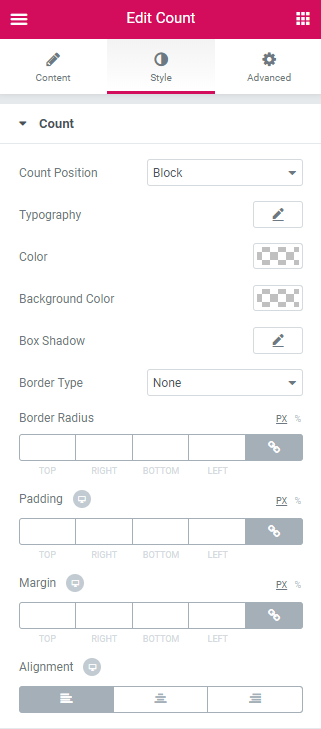 Edit Count
Content Style Advanced
Count
Count Position Block
Typography
Color
Background Color
Box Shadow
Border Type None
Border Radius PX %
TOP RIGHT BOTTOM LEFT
Padding PX %
TOP RIGHT BOTTOM LEFT
Margin PX %
TOP RIGHT BOTTOM LEFT
Alignment